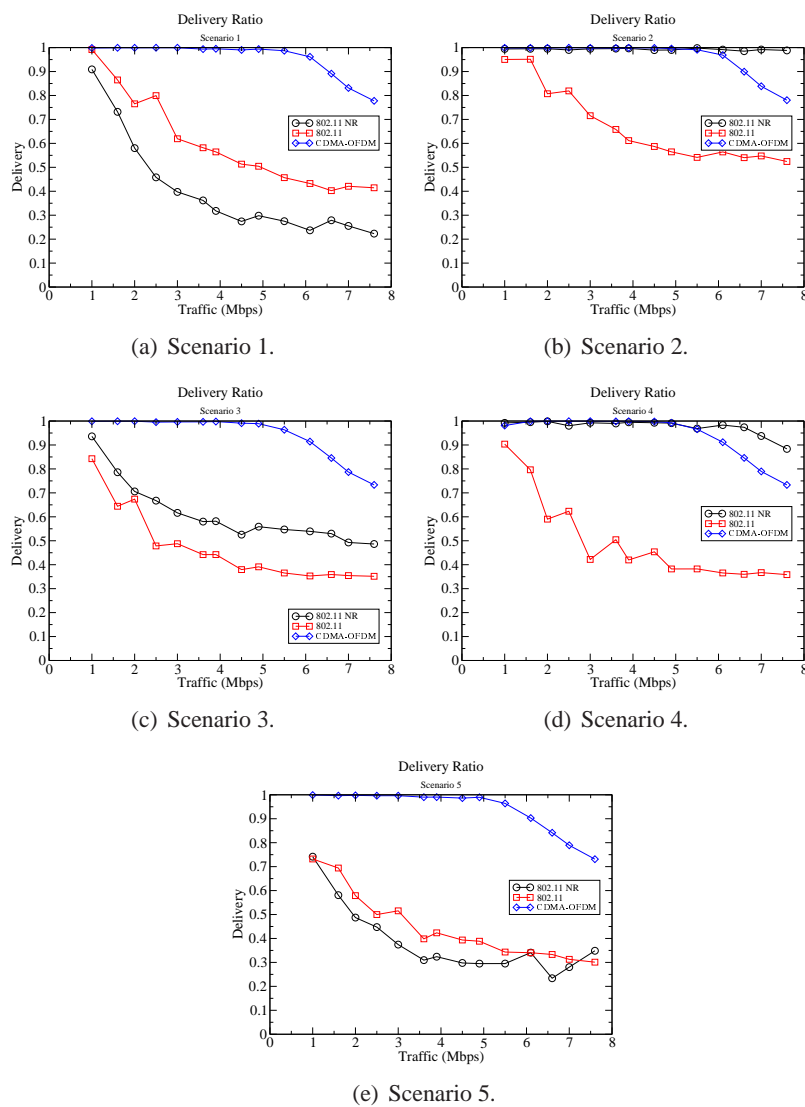 Delivery Ratio
Scenario 1
1
0.9
0.8
0.7
0.6
0.5
0.4
0.3
0.2
0.1
0
Delivery
802.11 NR
802.11
CDMA-OFDM
0 1 2 3 4 5 6 7 8
Traffic (Mbps)
(a) Scenario 1.
Delivery Ratio
Scenario 2
1
0.9
0.8
0.7
0.6
0.5
0.4
0.3
0.2
0.1
0
Delivery
802.11 NR
802.11
CDMA-OFDM
0 1 2 3 4 5 6 7 8
Traffic (Mbps)
(b) Scenario 2.
Delivery Ratio
Scenario 3
1
0.9
0.8
0.7
0.6
0.5
0.4
0.3
0.2
0.1
0
Delivery
802.11 NR
802.11
CDMA-OFDM
0 1 2 3 4 5 6 7 8
Traffic (Mbps)
(c) Scenario 3.
Delivery Ratio
Scenario 4
1
0.9
0.8
0.7
0.6
0.5
0.4
0.3
0.2
0.1
0
Delivery
802.11 NR
802.11
CDMA-OFDM
0 1 2 3 4 5 6 7 8
Traffic (Mbps)
(d) Scenario 4.
Delivery Ratio
Scenario 5
1
0.9
0.8
0.7
0.6
0.5
0.4
0.3
0.2
0.1
0
Delivery
802.11 NR
802.11
CDMA-OFDM
0 1 2 3 4 5 6 7 8
Traffic (Mbps)
(e) Scenario 5.